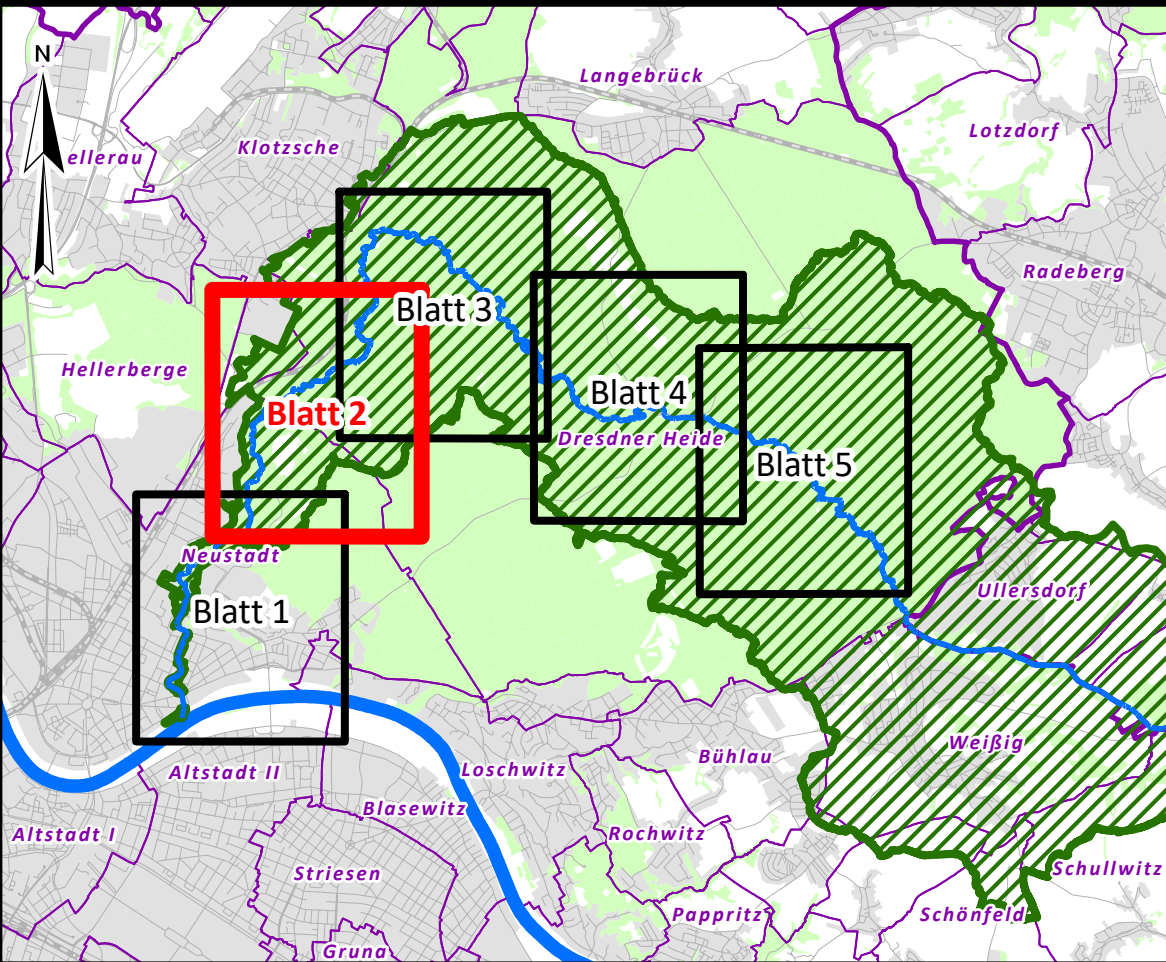 Langebrück
N
Lotzdorf
ellerau
Klotzsche
Radeberg
Blatt 3
Hellerberge
Blatt 4
Blatt 2
Dresdner Heide
Blatt 5
Neustadt
Ullersdorf
Blatt 1
Weißig
Bühlau
Altstadt II
Loschwitz
Blasewitz
Altstadt I
Rochwitz
Striesen
Schullwitz
Pappritz
Schönfeld
Gruna